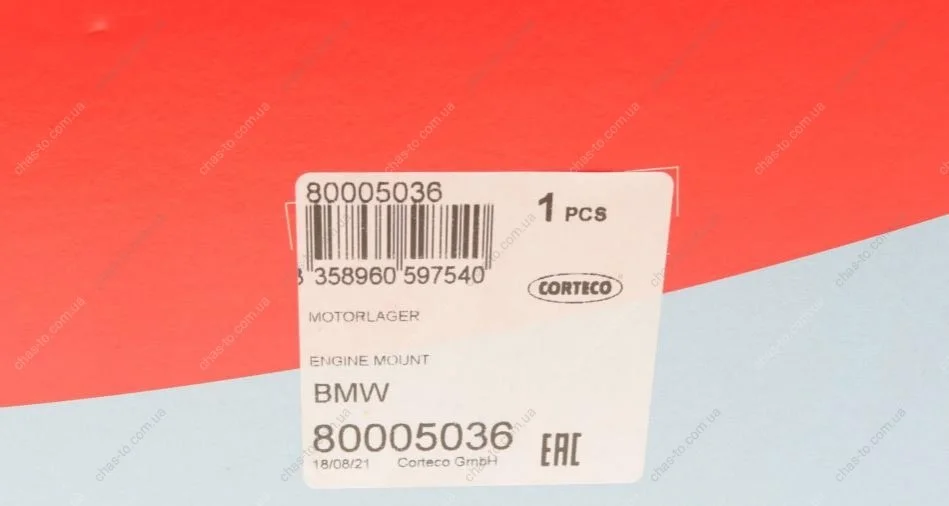 80005036
1 PCS
8 358960 597540
CORTECO
MOTORLAGER
ENGINE MOUNT
BMW
80005036
EAC
18/08/21 Corteco GmbH
chas-to.com.ua